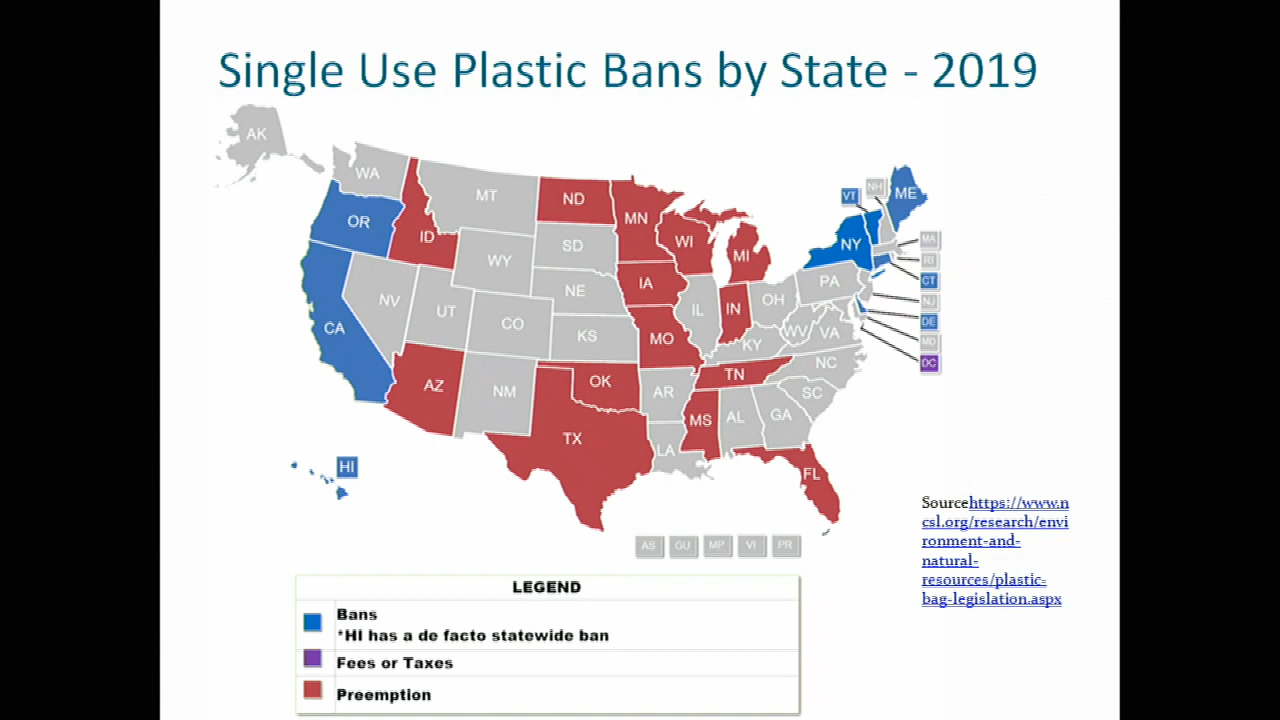 Single Use Plastic Bans by State - 2019
AK
WA
MT
ND
MN
VT
NH
ME
OR
ID
SD
WI
MI
NY
MA
WY
RI
CT
NV
UT
NE
IA
IL
IN
OH
PA
NJ
CA
CO
KS
MO
KY
WV
VA
DE
MD
DC
AZ
NM
OK
AR
TN
NC
SC
TX
LA
MS
AL
GA
FL
HI
AS
GU
MP
VI
PR
Sourcehttps://www.n
csl.org/research/envi
ronment-and-
natural-
resources/plastic-
bag-legislation.aspx
LEGEND
Bans
*HI has a de facto statewide ban
Fees or Taxes
Preemption